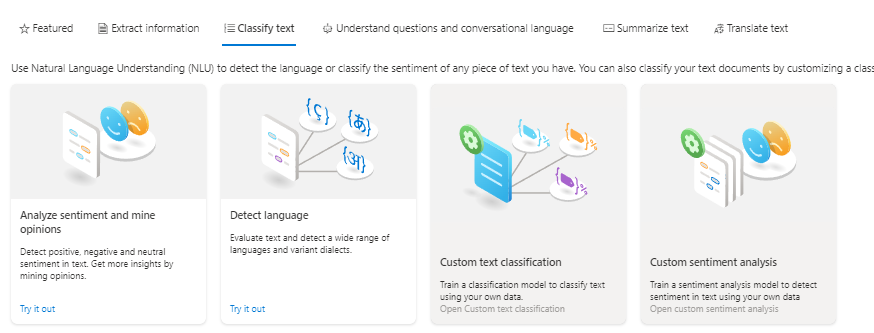 Featured
Extract information
Classify text
Understand questions and conversational language
Summarize text
Translate text
Use Natural Language Understanding (NLU) to detect the language or classify the sentiment of any piece of text you have. You can also classify your text documents by customizing a class
{ς}
{あ}
{अ}
Analyze sentiment and mine
opinions
Detect positive, negative and neutral
sentiment in text. Get more insights by
mining opinions.
Try it out
Detect language
Evaluate text and detect a wide range of
languages and variant dialects.
Try it out
Custom text classification
Train a classification model to classify text
using your own data.
Open Custom text classification
Custom sentiment analysis
Train a sentiment analysis model to detect
sentiment in text using your own data
Open custom sentiment analysis